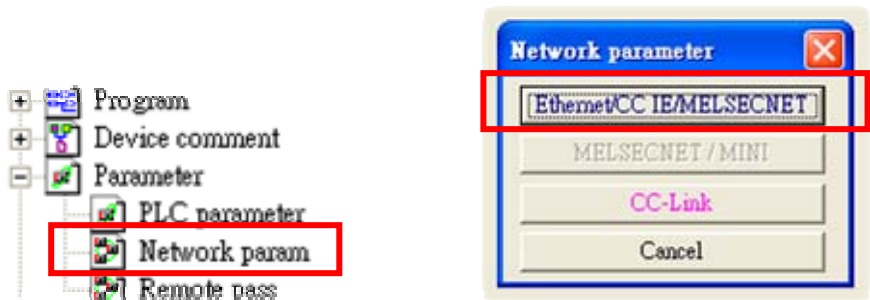 Program
Device comment
Parameter
PLC parameter
Network param
Remote pass
Network parameter
Ethernet/CC IE/MELSECNET
MELSECNET / MINI
CC-Link
Cancel